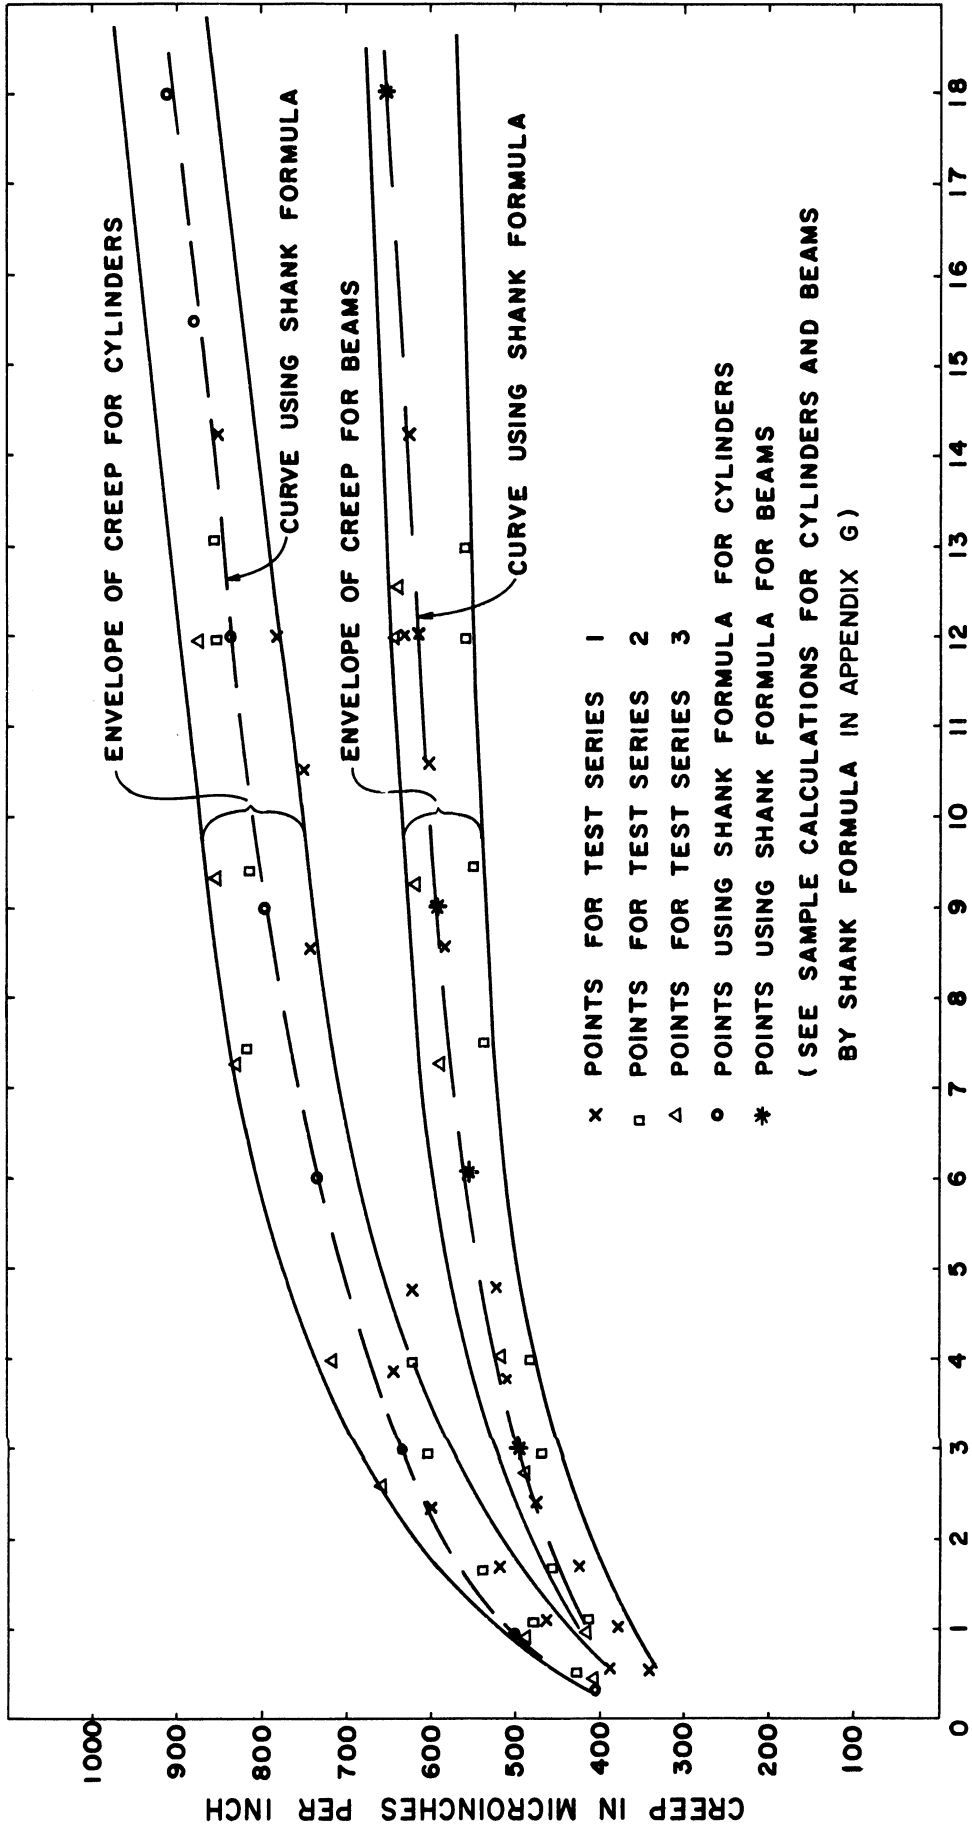 ENVELOPE OF CREEP FOR CYLINDERS
CURVE USING SHANK FORMULA
ENVELOPE OF CREEP FOR BEAMS
CURVE USING SHANK FORMULA
x POINTS FOR TEST SERIES 1
□ POINTS FOR TEST SERIES 2
△ POINTS FOR TEST SERIES 3
o POINTS USING SHANK FORMULA FOR CYLINDERS
* POINTS USING SHANK FORMULA FOR BEAMS
(SEE SAMPLE CALCULATIONS FOR CYLINDERS AND BEAMS
BY SHANK FORMULA IN APPENDIX G)
CREEP IN MICROINCHES PER INCH
1000
900
800
700
600
500
400
300
200
100
0
1 2 3 4 5 6 7 8 9 10 11 12 13 14 15 16 17 18